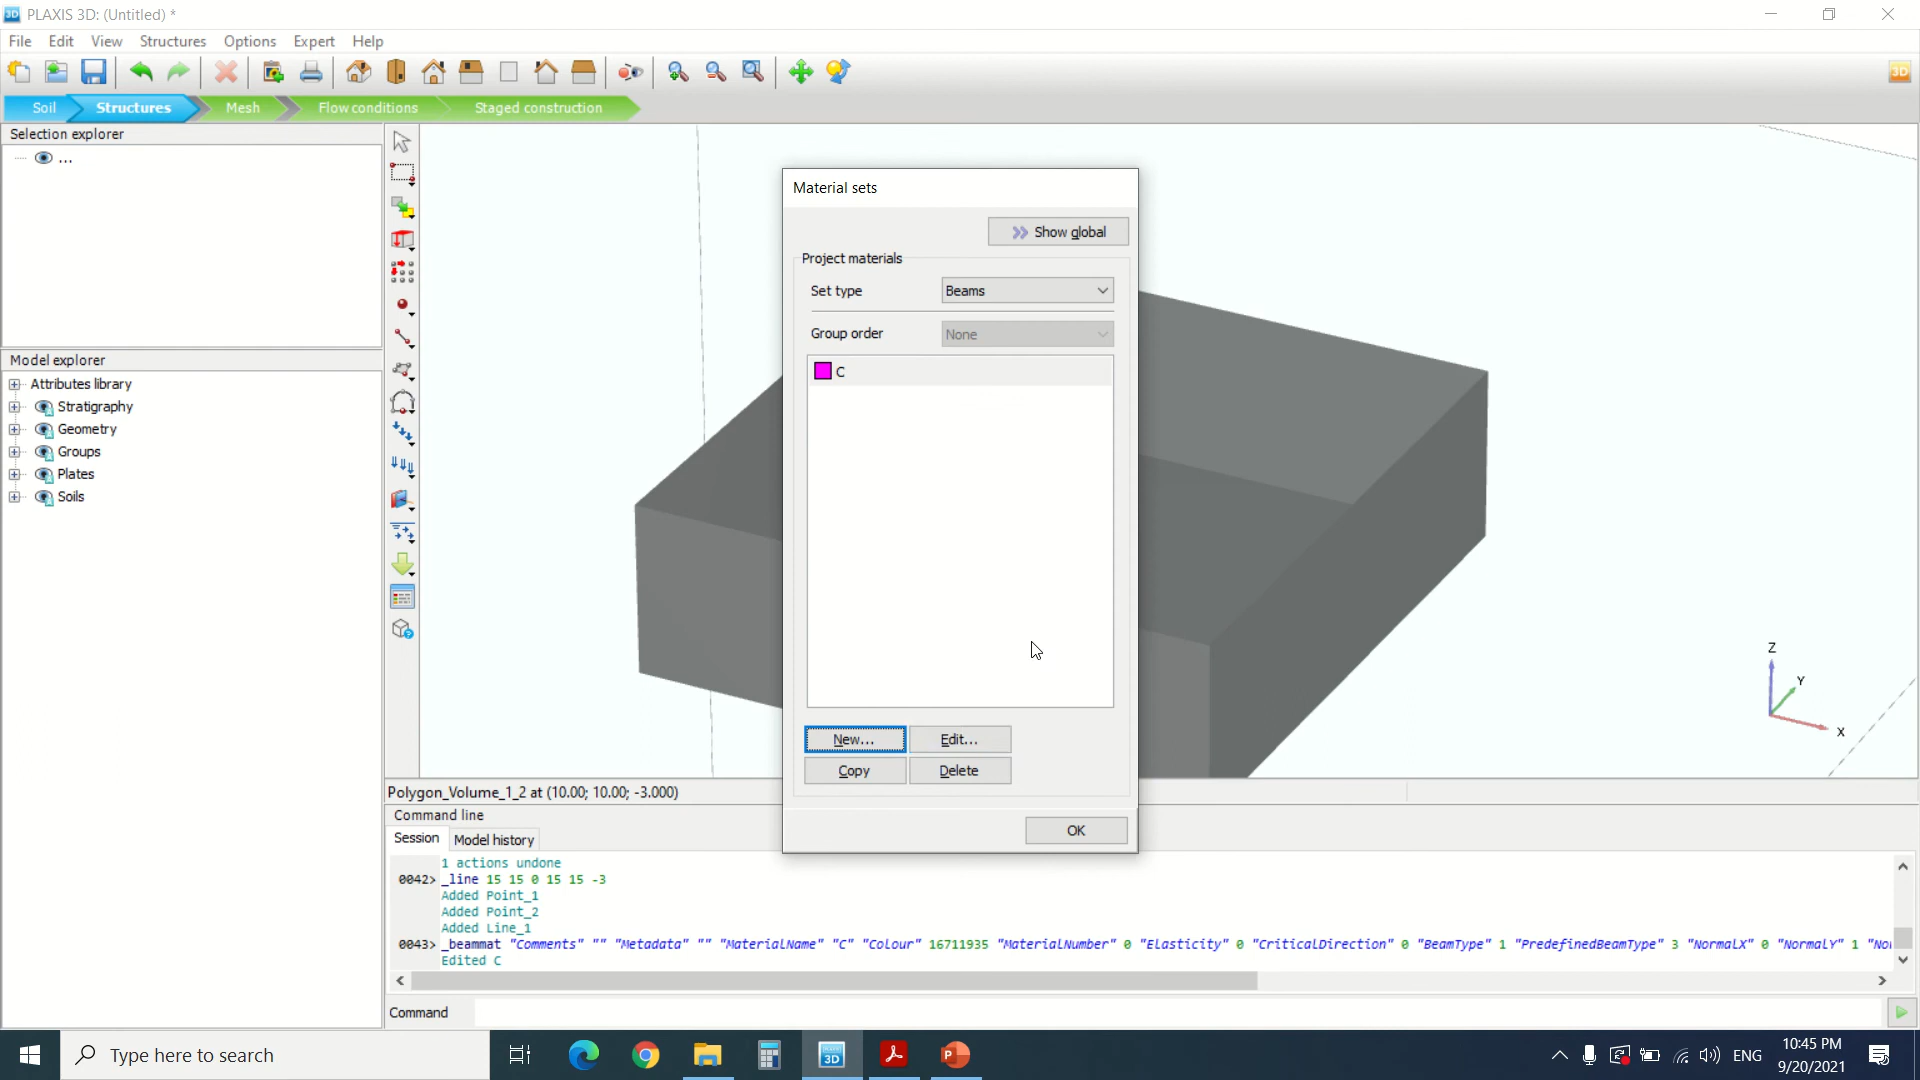 PLAXIS 3D: (Untitled) *
File Edit View Structures Options Expert Help
3D
Soil Structures Mesh Flow conditions Staged construction
Selection explorer
...
Model explorer
Attributes library
Stratigraphy
Geometry
Groups
Plates
Soils
Material sets
Show global
Project materials
Set type Beams
Group order None
C
New... Edit...
Copy Delete
OK
Z
Y
X
Polygon_Volume_1_2 at (10.00; 10.00; -3.000)
Command line
Session Model history
1 actions undone
0042> _line 15 15 0 15 15 -3
Added Point_1
Added Point_2
Added Line_1
0043> _beammat "Comments" "" "Metadata" "" "MaterialName" "C" "Colour" 16711935 "MaterialNumber" 0 "Elasticity" 0 "CriticalDirection" 0 "BeamType" 1 "PredefinedBeamType" 3 "NormalX" 0 "NormalY" 1
Edited C
Command
Type here to search
3D
ENG
10:45 PM
9/20/2021